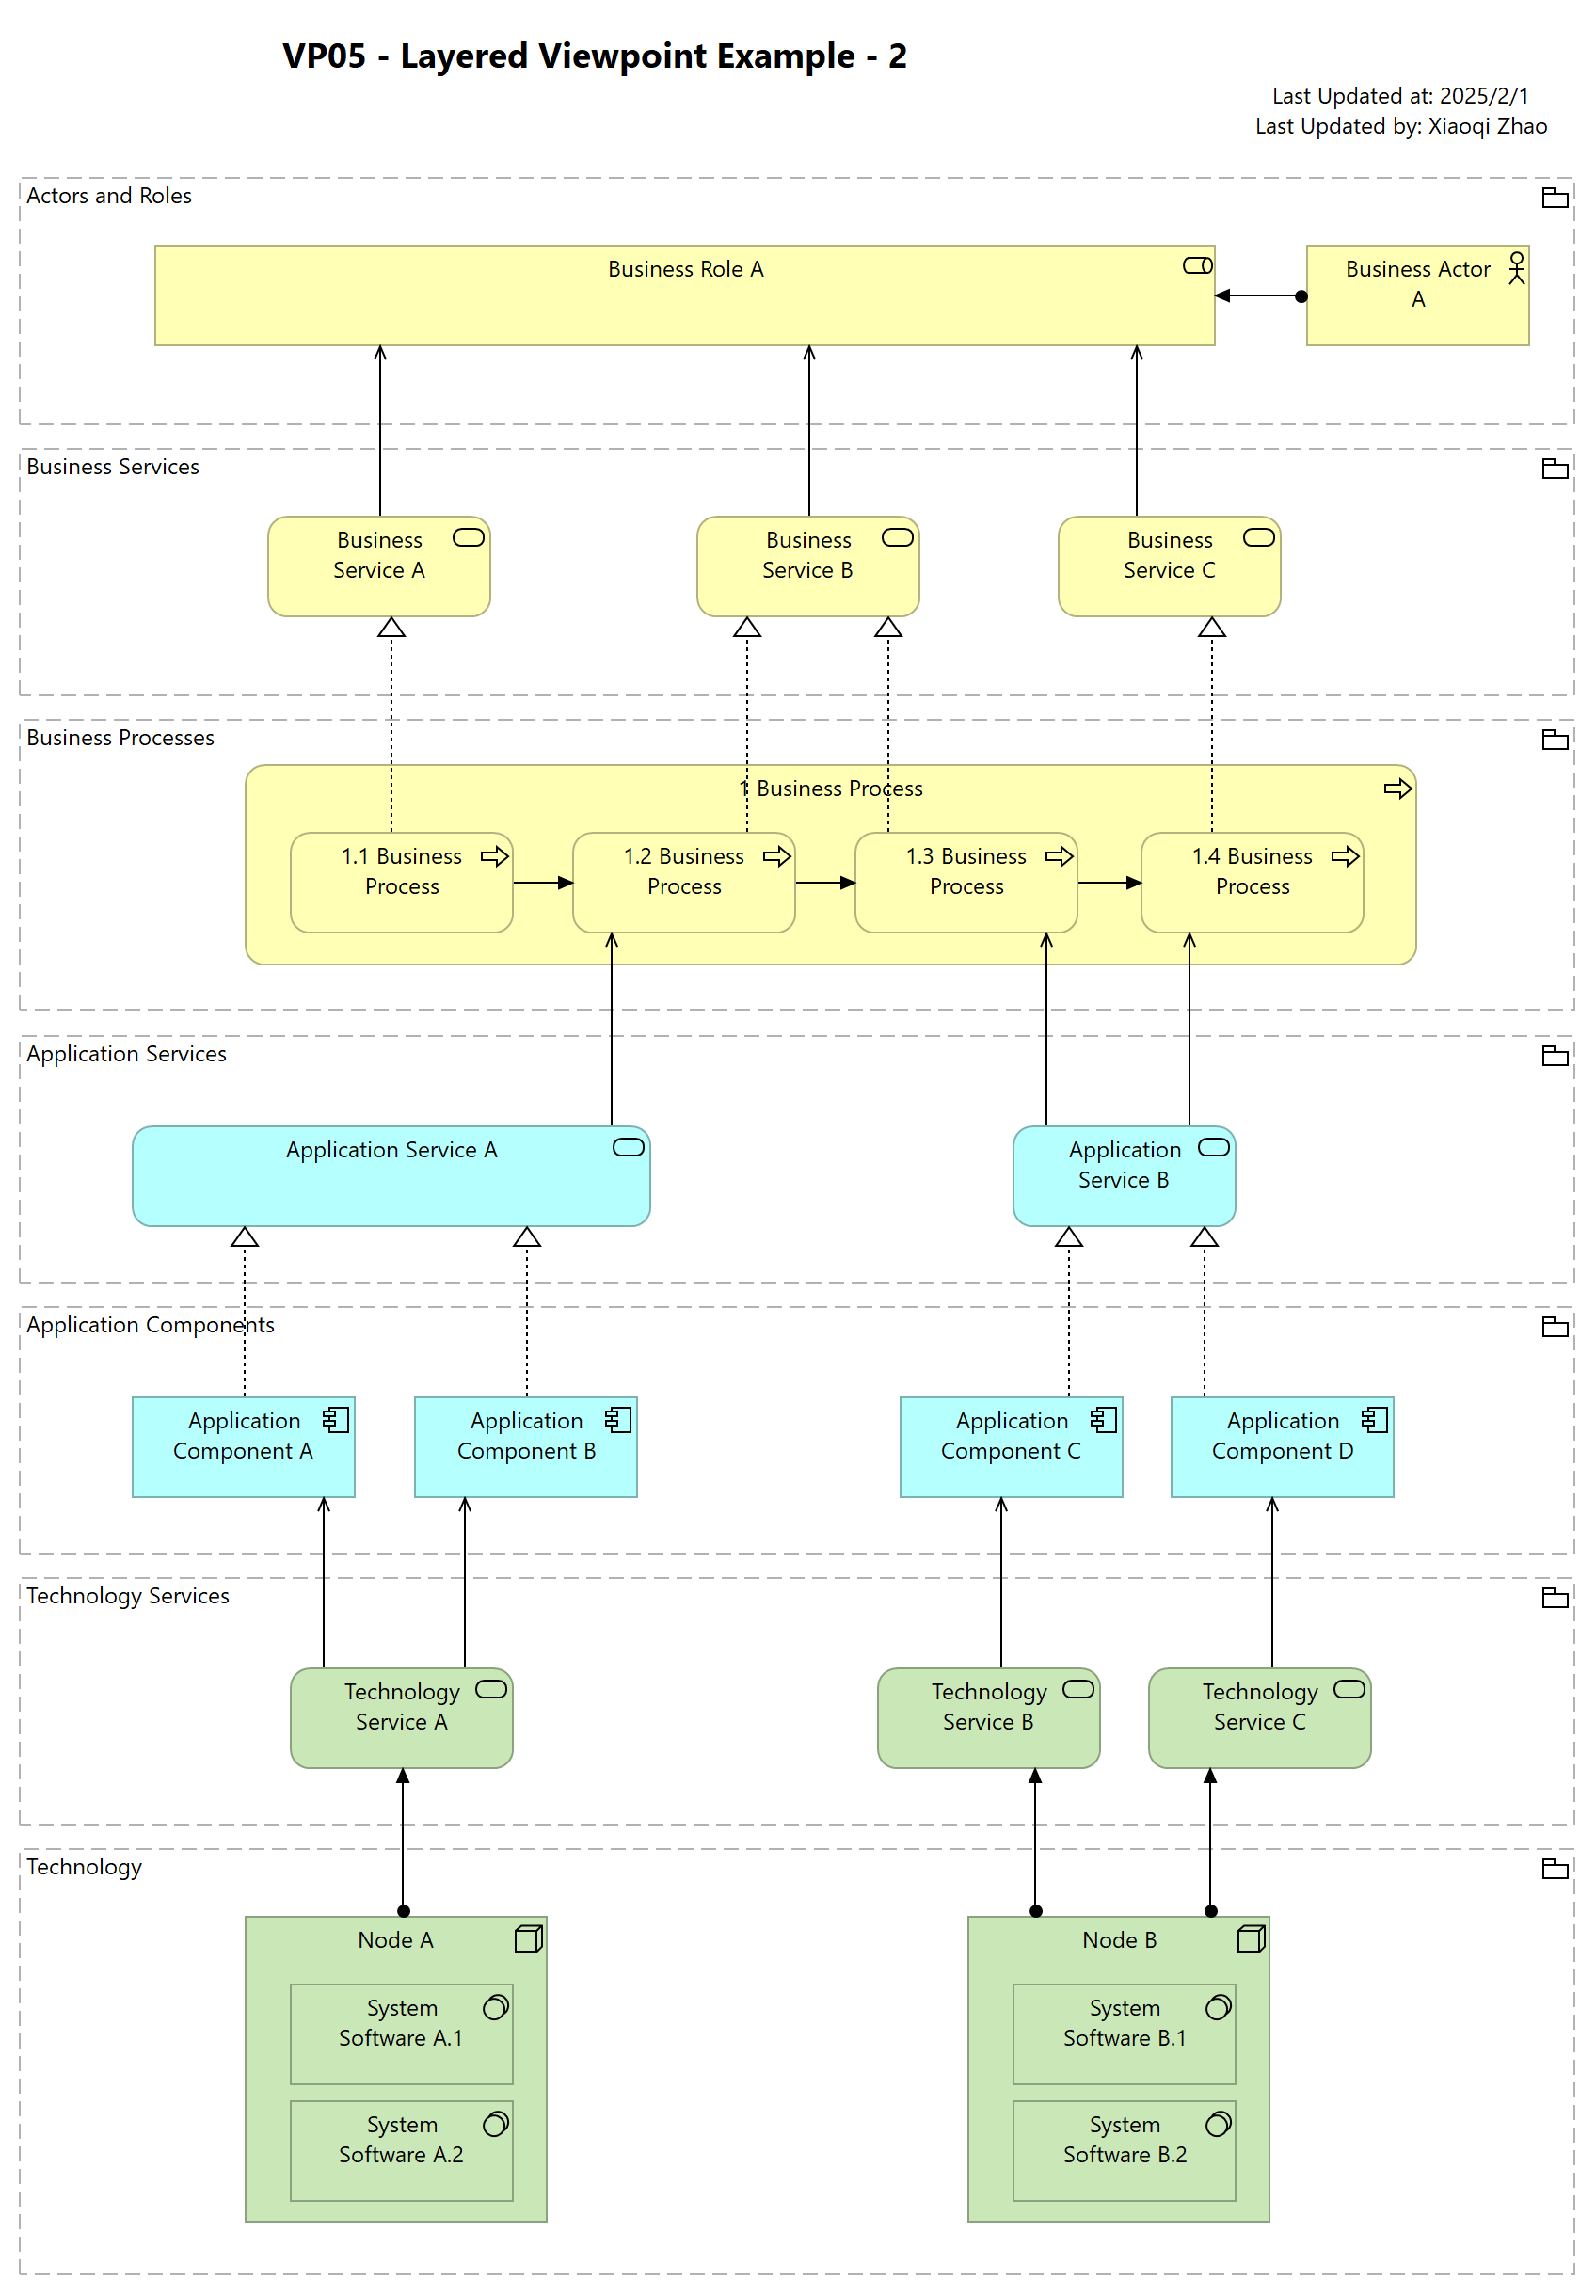 VP05 - Layered Viewpoint Example - 2
Last Updated at: 2025/2/1
Last Updated by: Xiaoqi Zhao
Actors and Roles
Business Role A
Business Actor
A
Business Services
Business
Service A
Business
Service B
Business
Service C
Business Processes
1 Business Process
1.1 Business
Process
1.2 Business
Process
1.3 Business
Process
1.4 Business
Process
Application Services
Application Service A
Application
Service B
Application Components
Application
Component A
Application
Component B
Application
Component C
Application
Component D
Technology Services
Technology
Service A
Technology
Service B
Technology
Service C
Technology
Node A
System
Software A.1
System
Software A.2
Node B
System
Software B.1
System
Software B.2